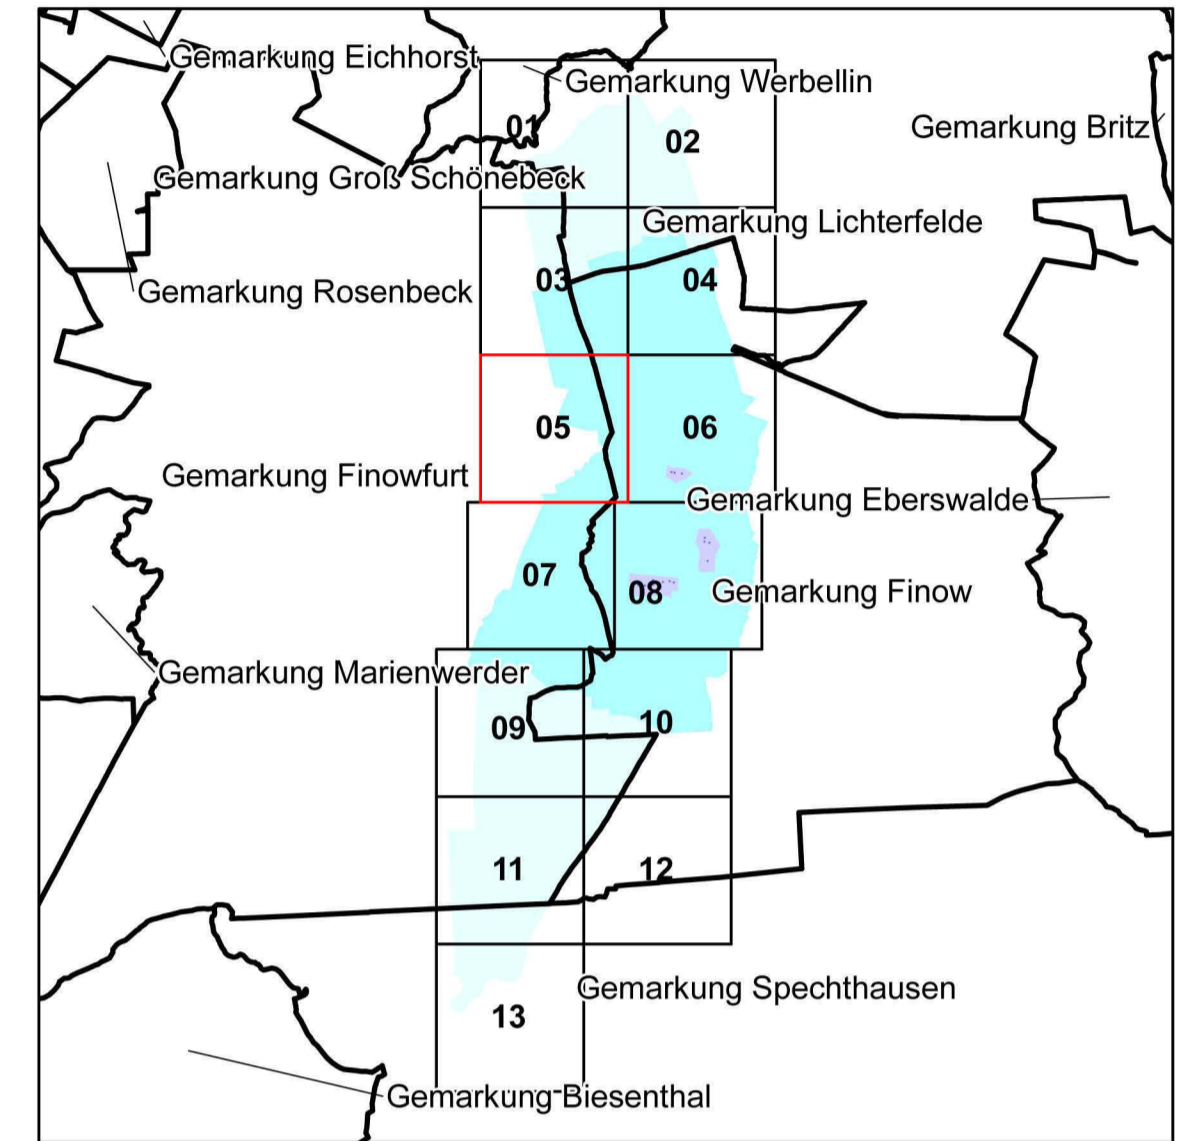 Gemarkung Eichhorst
Gemarkung Werbellin
01
02
Gemarkung Britz
Gemarkung Groß Schönebeck
Gemarkung Lichterfelde
03
04
Gemarkung Rosenbeck
05
06
Gemarkung Finowfurt
Gemarkung Eberswalde
07
08
Gemarkung Finow
Gemarkung Marienwerder
09
10
11
12
Gemarkung Spechthausen
13
Gemarkung Biesenthal